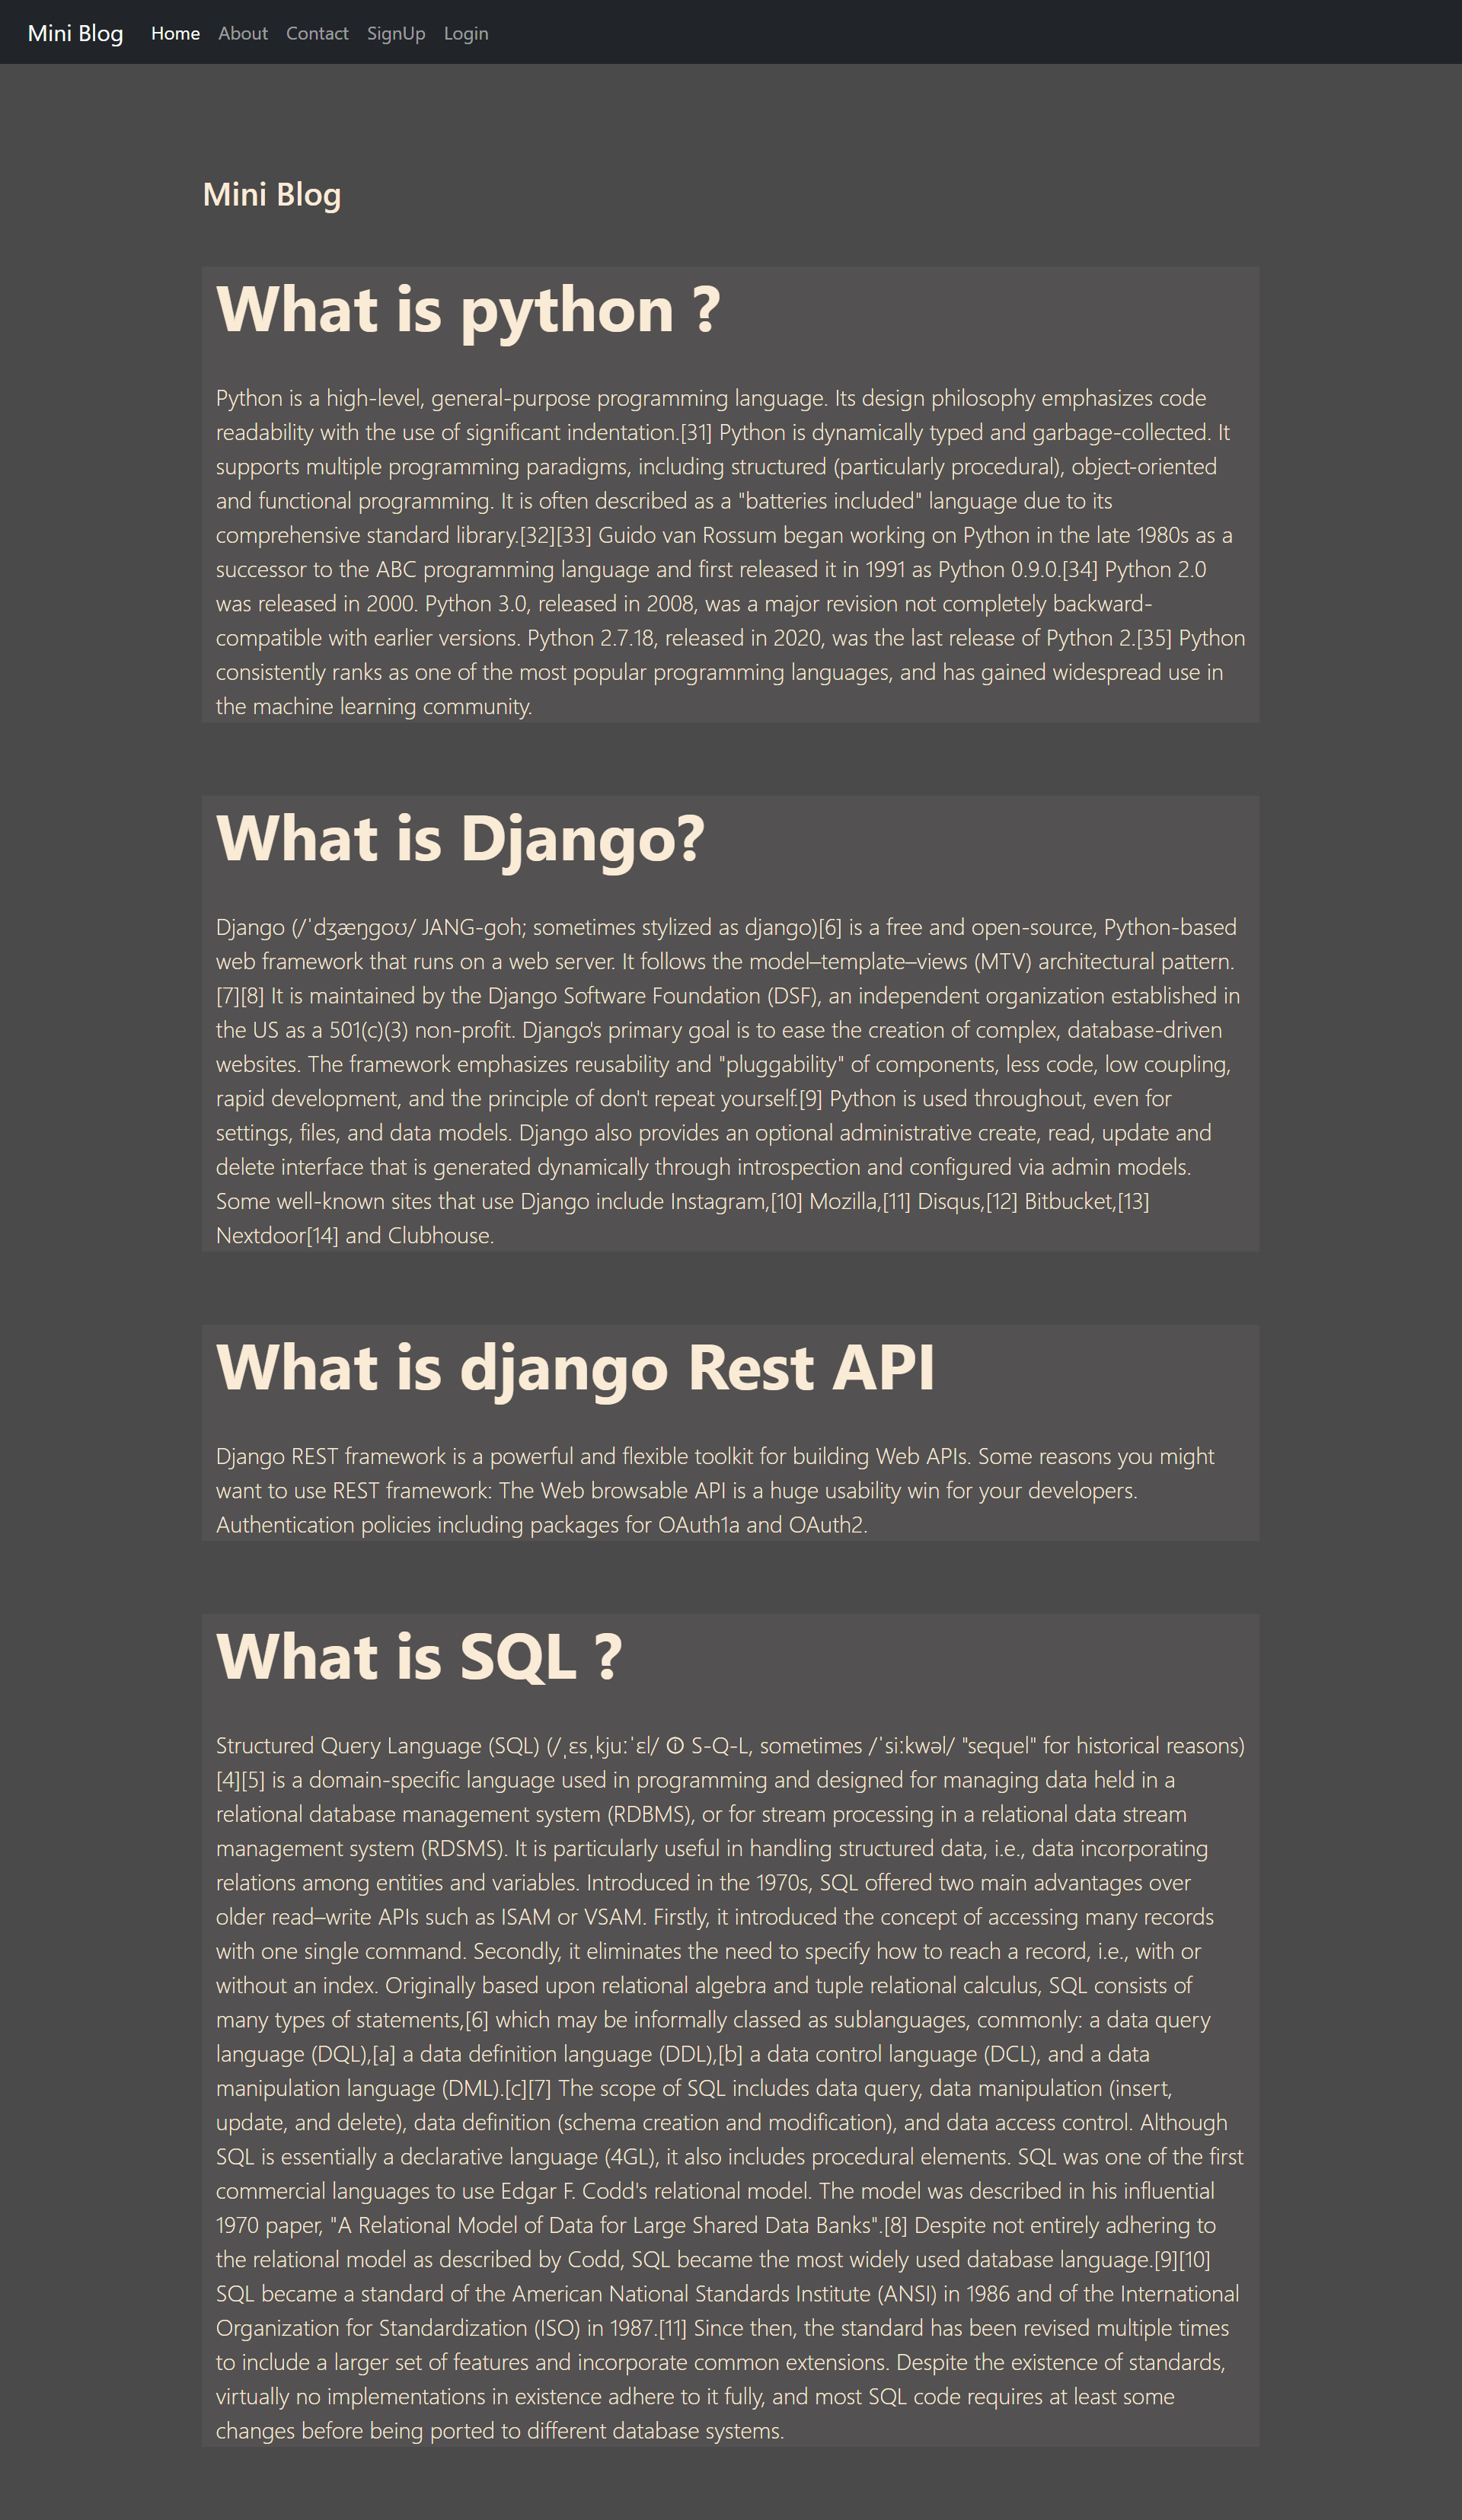 Mini Blog Home About Contact SignUp Login
Mini Blog
What is python ?
Python is a high-level, general-purpose programming language. Its design philosophy emphasizes code
readability with the use of significant indentation.[31] Python is dynamically typed and garbage-collected. It
supports multiple programming paradigms, including structured (particularly procedural), object-oriented
and functional programming. It is often described as a "batteries included" language due to its
comprehensive standard library.[32][33] Guido van Rossum began working on Python in the late 1980s as a
successor to the ABC programming language and first released it in 1991 as Python 0.9.0.[34] Python 2.0
was released in 2000. Python 3.0, released in 2008, was a major revision not completely backward-
compatible with earlier versions. Python 2.7.18, released in 2020, was the last release of Python 2.[35] Python
consistently ranks as one of the most popular programming languages, and has gained widespread use in
the machine learning community.
What is Django?
Django (/ˈdʒæŋɡoʊ/ JANG-goh; sometimes stylized as django)[6] is a free and open-source, Python-based
web framework that runs on a web server. It follows the model–template–views (MTV) architectural pattern.
[7][8] It is maintained by the Django Software Foundation (DSF), an independent organization established in
the US as a 501(c)(3) non-profit. Django's primary goal is to ease the creation of complex, database-driven
websites. The framework emphasizes reusability and "pluggability" of components, less code, low coupling,
rapid development, and the principle of don't repeat yourself.[9] Python is used throughout, even for
settings, files, and data models. Django also provides an optional administrative create, read, update and
delete interface that is generated dynamically through introspection and configured via admin models.
Some well-known sites that use Django include Instagram,[10] Mozilla,[11] Disqus,[12] Bitbucket,[13]
Nextdoor[14] and Clubhouse.
What is django Rest API
Django REST framework is a powerful and flexible toolkit for building Web APIs. Some reasons you might
want to use REST framework: The Web browsable API is a huge usability win for your developers.
Authentication policies including packages for OAuth1a and OAuth2.
What is SQL ?
Structured Query Language (SQL) (/ˌɛsˌkjuːˈɛl/ ⓘ S-Q-L, sometimes /ˈsiːkwəl/ "sequel" for historical reasons)
[4][5] is a domain-specific language used in programming and designed for managing data held in a
relational database management system (RDBMS), or for stream processing in a relational data stream
management system (RDSMS). It is particularly useful in handling structured data, i.e., data incorporating
relations among entities and variables. Introduced in the 1970s, SQL offered two main advantages over
older read–write APIs such as ISAM or VSAM. Firstly, it introduced the concept of accessing many records
with one single command. Secondly, it eliminates the need to specify how to reach a record, i.e., with or
without an index. Originally based upon relational algebra and tuple relational calculus, SQL consists of
many types of statements,[6] which may be informally classed as sublanguages, commonly: a data query
language (DQL),[a] a data definition language (DDL),[b] a data control language (DCL), and a data
manipulation language (DML).[c][7] The scope of SQL includes data query, data manipulation (insert,
update, and delete), data definition (schema creation and modification), and data access control. Although
SQL is essentially a declarative language (4GL), it also includes procedural elements. SQL was one of the first
commercial languages to use Edgar F. Codd's relational model. The model was described in his influential
1970 paper, "A Relational Model of Data for Large Shared Data Banks".[8] Despite not entirely adhering to
the relational model as described by Codd, SQL became the most widely used database language.[9][10]
SQL became a standard of the American National Standards Institute (ANSI) in 1986 and of the International
Organization for Standardization (ISO) in 1987.[11] Since then, the standard has been revised multiple times
to include a larger set of features and incorporate common extensions. Despite the existence of standards,
virtually no implementations in existence adhere to it fully, and most SQL code requires at least some
changes before being ported to different database systems.